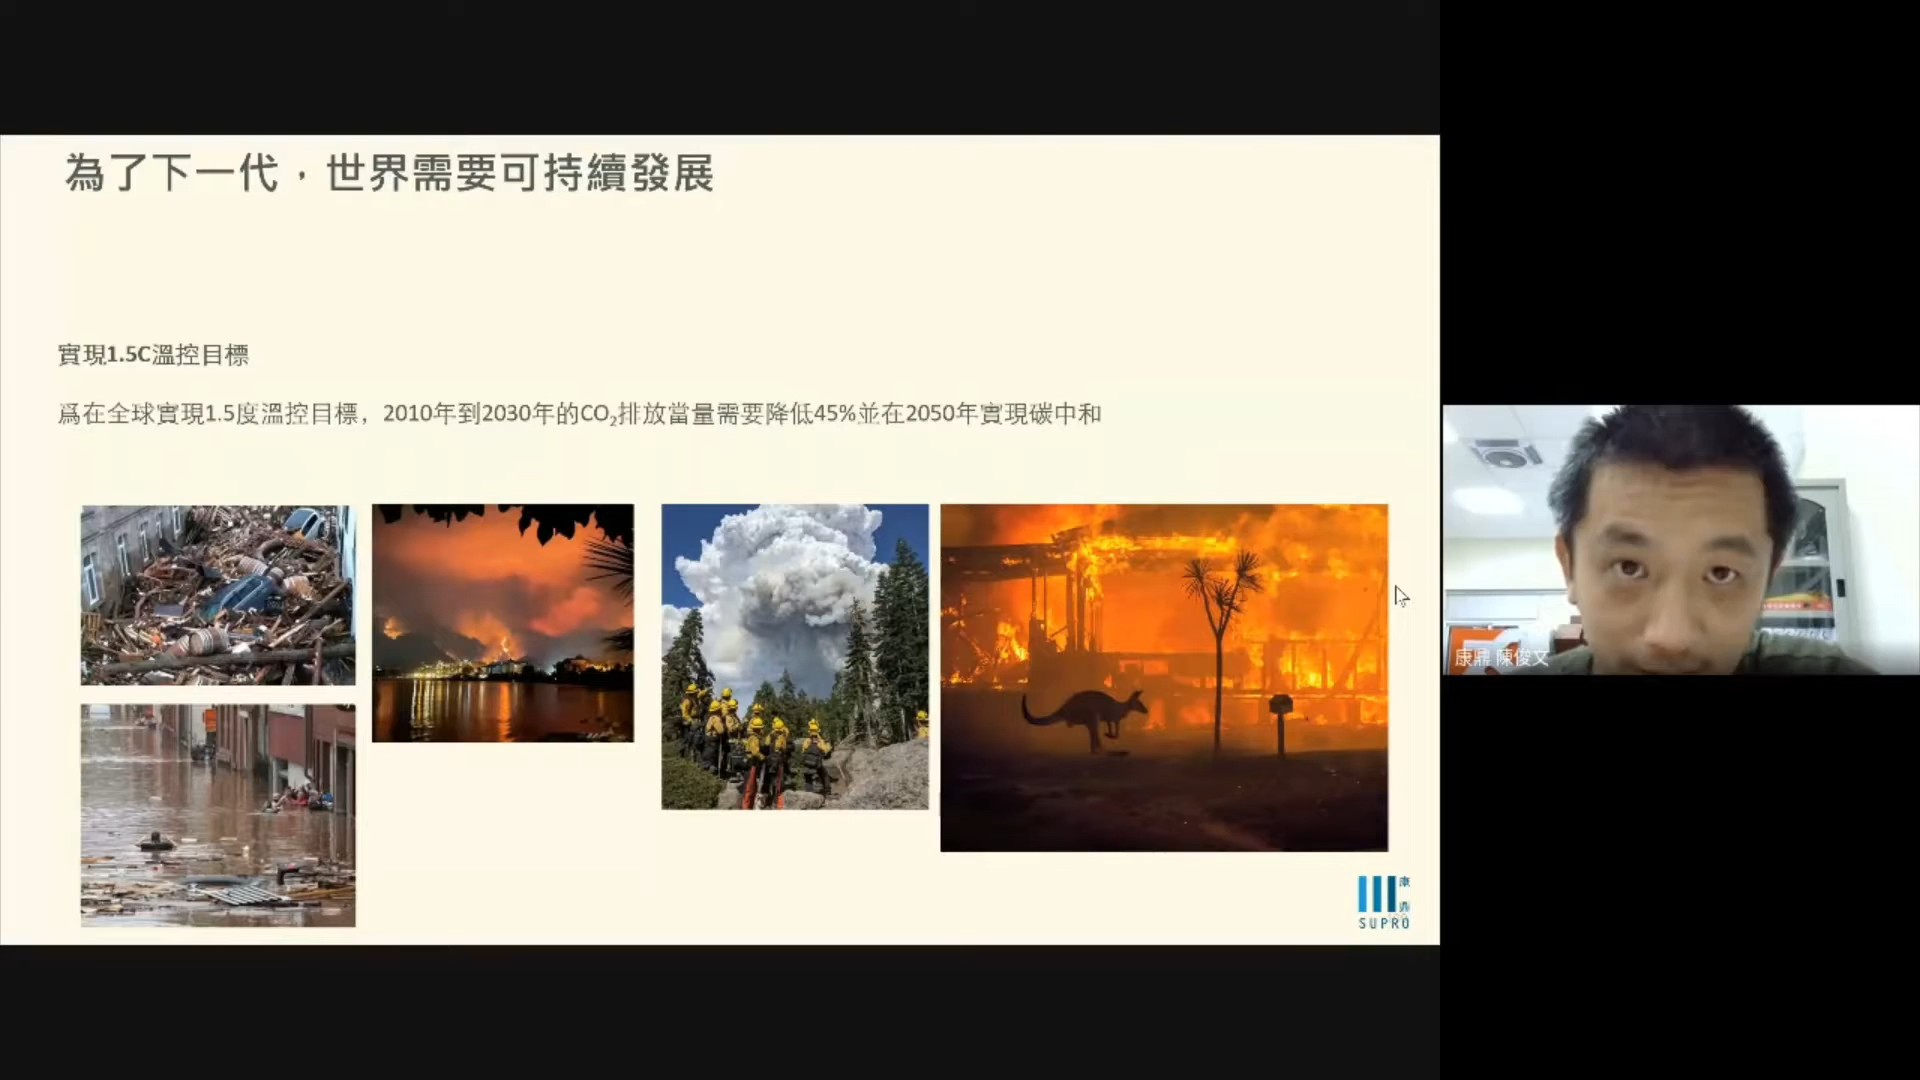 為了下一代，世界需要可持續發展
實現1.5C溫控目標
爲在全球實現1.5度溫控目標，2010年到2030年的CO₂排放當量需要降低45%並在2050年實現碳中和
康鼎 陳俊文
康
鼎
SUPRO